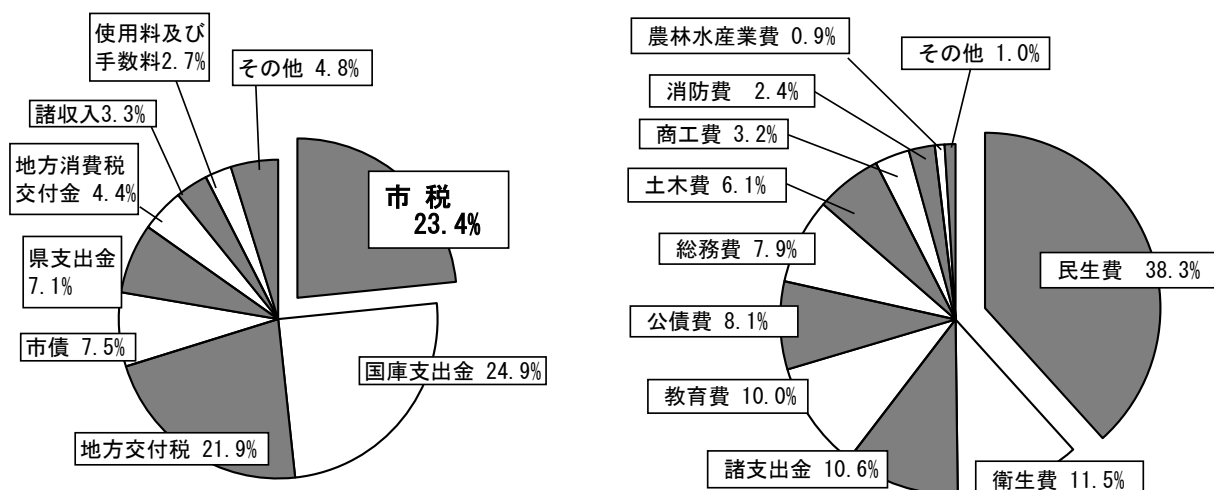 使用料及び
手数料2.7%
その他 4.8%
諸収入3.3%
地方消費税
交付金 4.4%
県支出金
7.1%
市債 7.5%
地方交付税 21.9%
国庫支出金 24.9%
市 税
23.4%
農林水産業費 0.9%
その他 1.0%
消防費 2.4%
商工費 3.2%
土木費 6.1%
総務費 7.9%
公債費 8.1%
教育費 10.0%
諸支出金 10.6%
衛生費 11.5%
民生費 38.3%